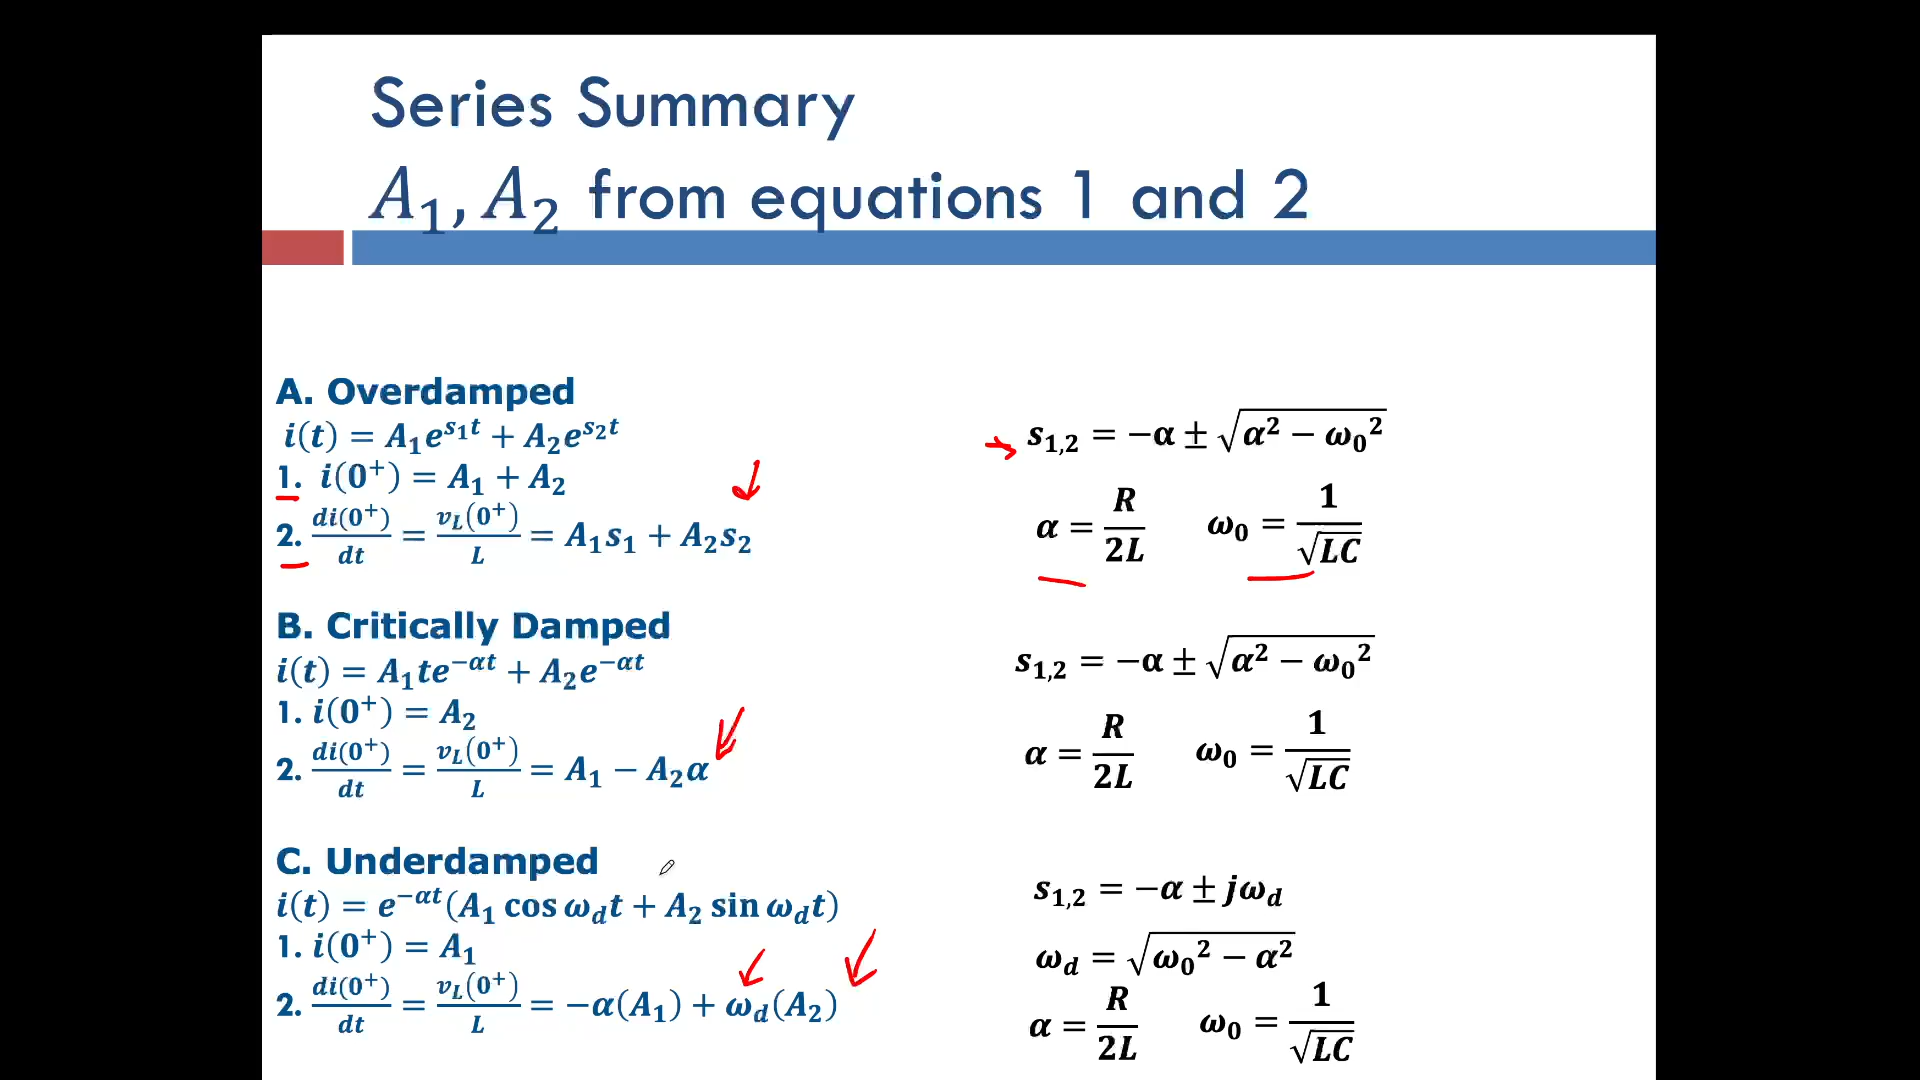 Series Summary
A₁, A₂ from equations 1 and 2
A. Overdamped
i(t) = A₁e^{s₁t} + A₂e^{s₂t}
1. i(0⁺) = A₁ + A₂
2. di(0⁺)/dt = v_L(0⁺)/L = A₁s₁ + A₂s₂
s₁,₂ = −α ± √(α² − ω₀²)
α = R/2L ω₀ = 1/√LC
B. Critically Damped
i(t) = A₁te^{−αt} + A₂e^{−αt}
1. i(0⁺) = A₂
2. di(0⁺)/dt = v_L(0⁺)/L = A₁ − A₂α
s₁,₂ = −α ± √(α² − ω₀²)
α = R/2L ω₀ = 1/√LC
C. Underdamped
i(t) = e^{−αt}(A₁ cos ω_d t + A₂ sin ω_d t)
1. i(0⁺) = A₁
2. di(0⁺)/dt = v_L(0⁺)/L = −α(A₁) + ω_d(A₂)
s₁,₂ = −α ± jω_d
ω_d = √(ω₀² − α²)
α = R/2L ω₀ = 1/√LC